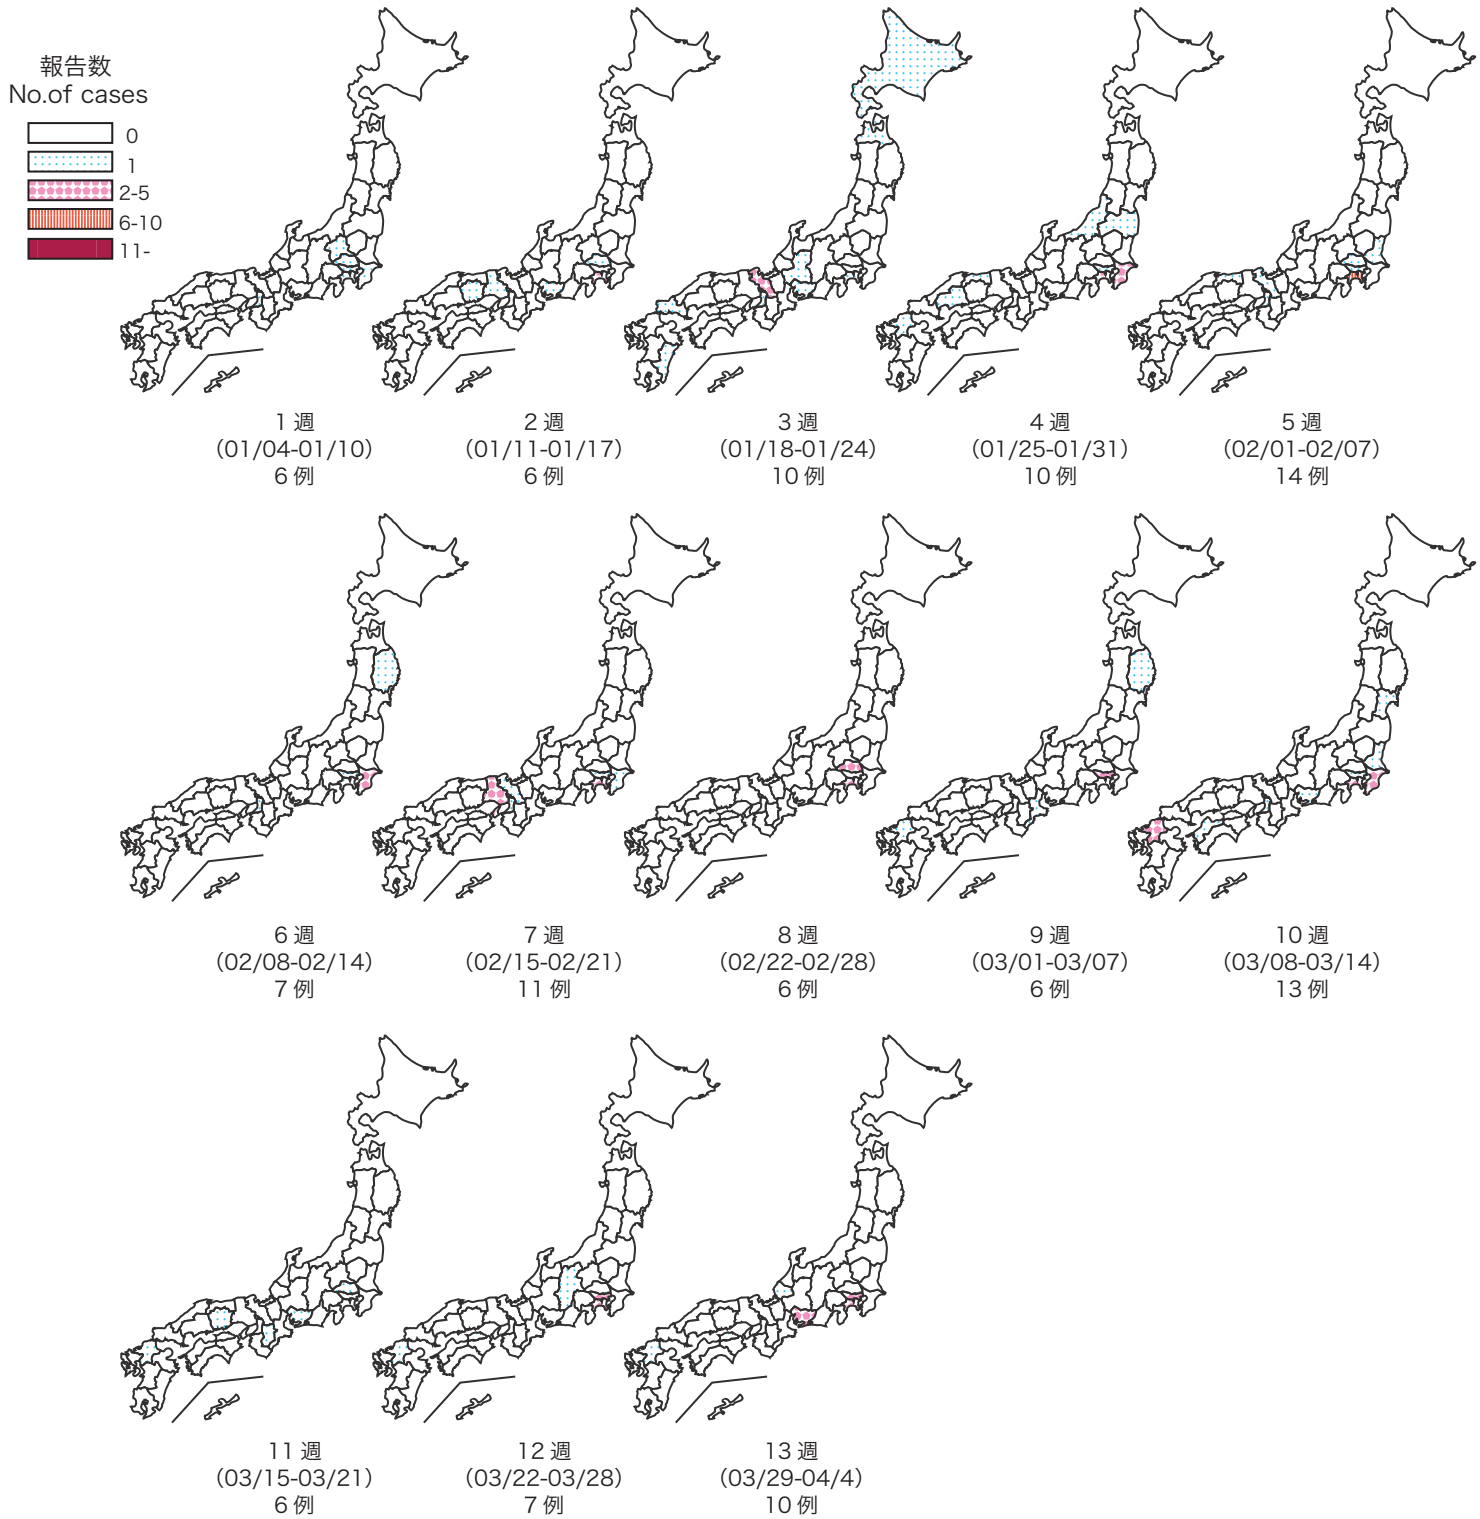 報告数
No.of cases
0
1
2-5
6-10
11-
1 週
（01/04-01/10）
6 例
2 週
（01/11-01/17）
6 例
3 週
（01/18-01/24）
10 例
4 週
（01/25-01/31）
10 例
5 週
（02/01-02/07）
14 例
6 週
（02/08-02/14）
7 例
7 週
（02/15-02/21）
11 例
8 週
（02/22-02/28）
6 例
9 週
（03/01-03/07）
6 例
10 週
（03/08-03/14）
13 例
11 週
（03/15-03/21）
6 例
12 週
（03/22-03/28）
7 例
13 週
（03/29-04/4）
10 例